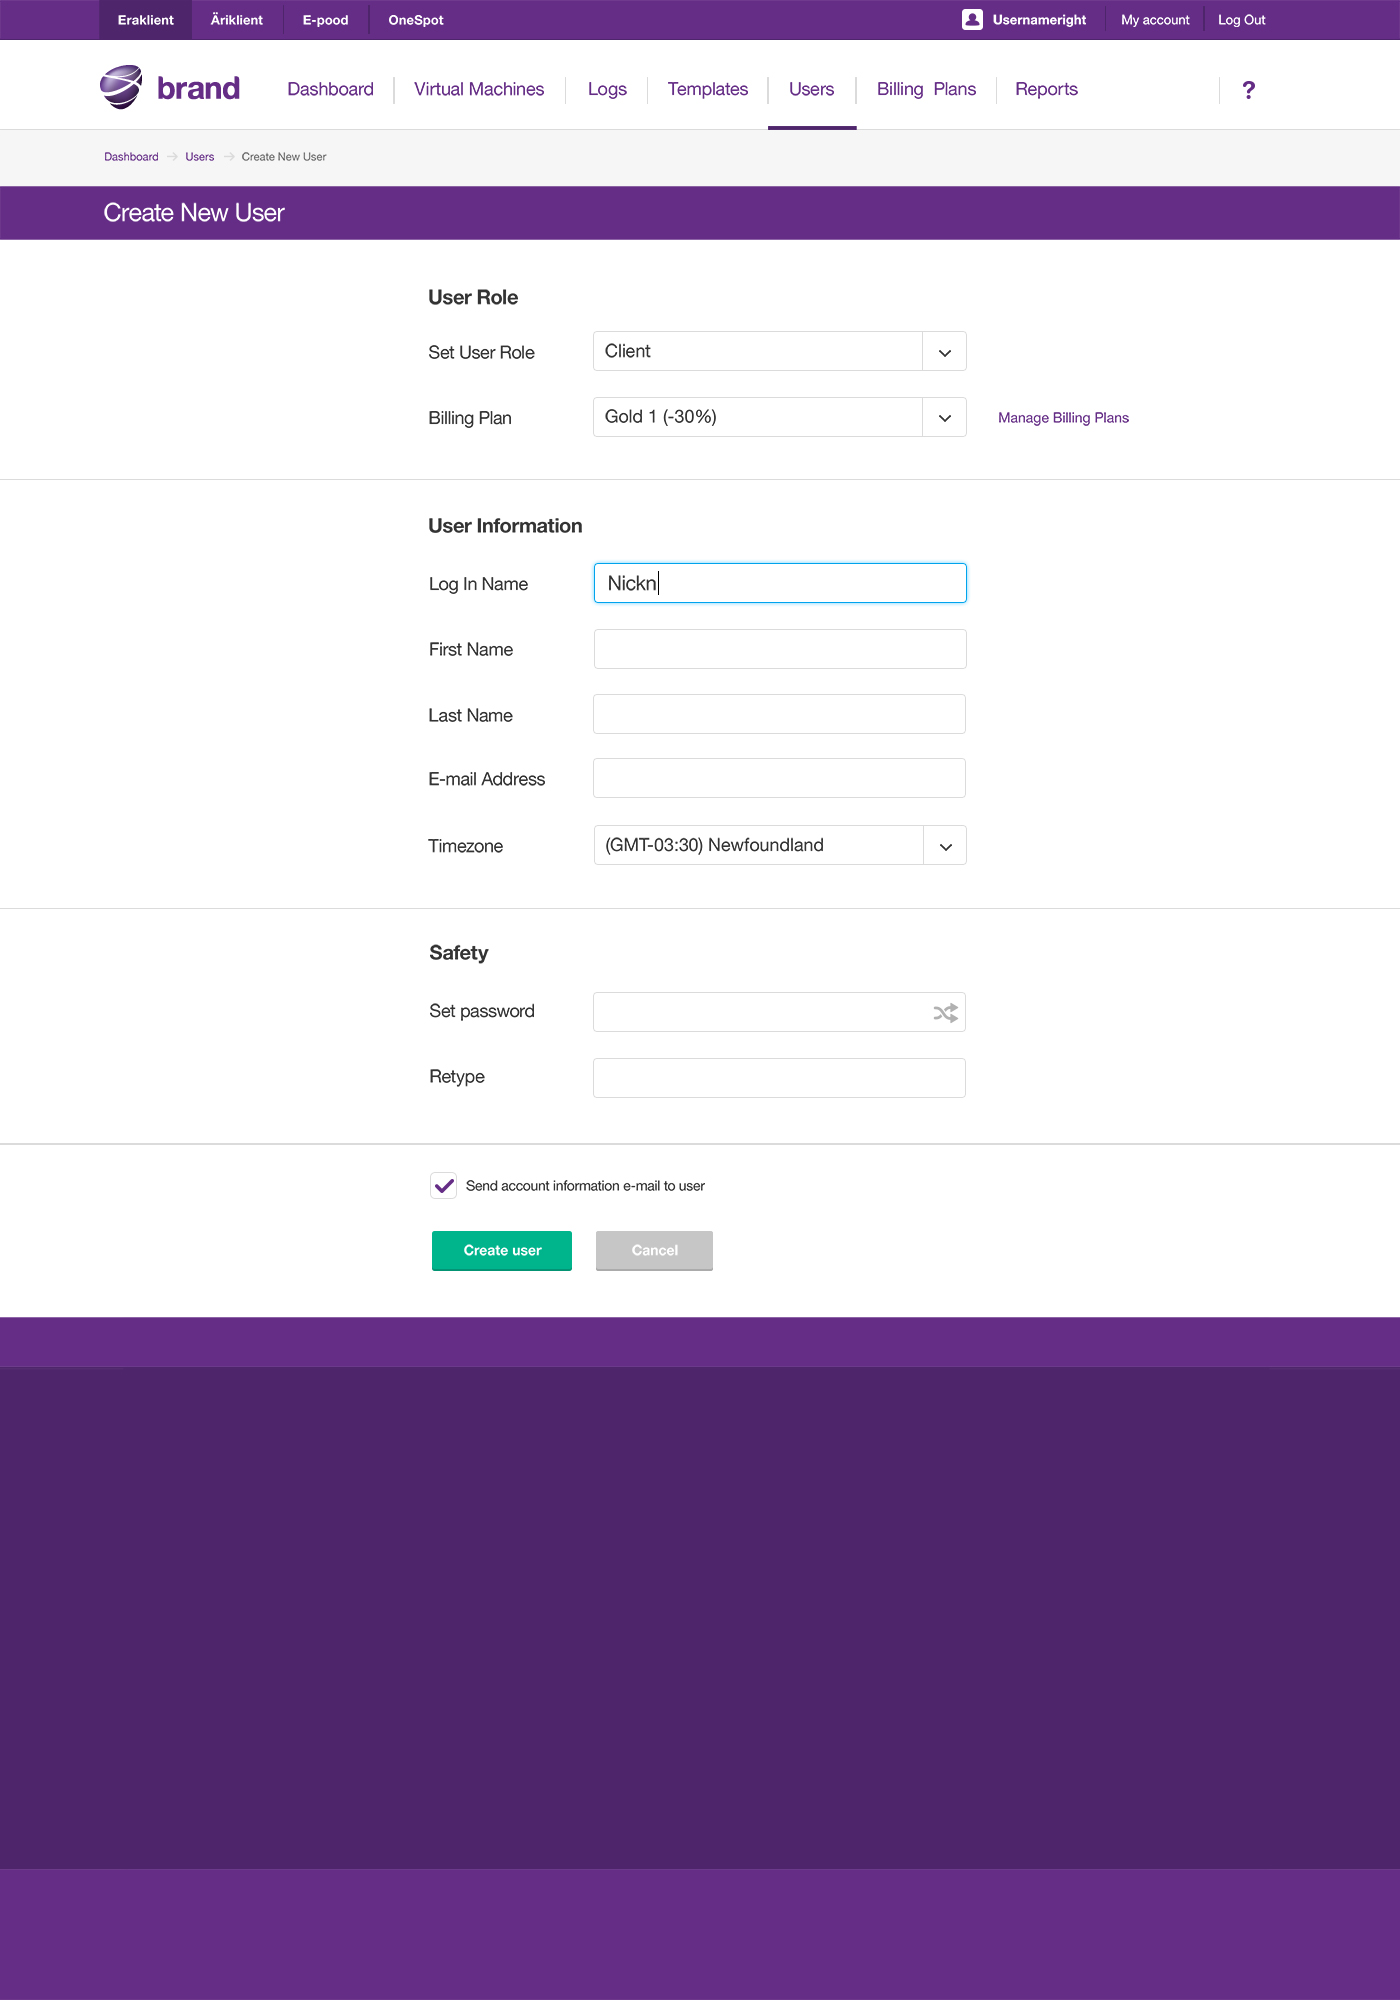 Eraklient Äriklient E-pood OneSpot Usernameright My account Log Out
brand Dashboard Virtual Machines Logs Templates Users Billing Plans Reports ?
Dashboard Users Create New User
Create New User
User Role
Set User Role Client
Billing Plan Gold 1 (-30%) Manage Billing Plans
User Information
Log In Name Nickn
First Name
Last Name
E-mail Address
Timezone (GMT-03:30) Newfoundland
Safety
Set password
Retype
Send account information e-mail to user
Create user Cancel